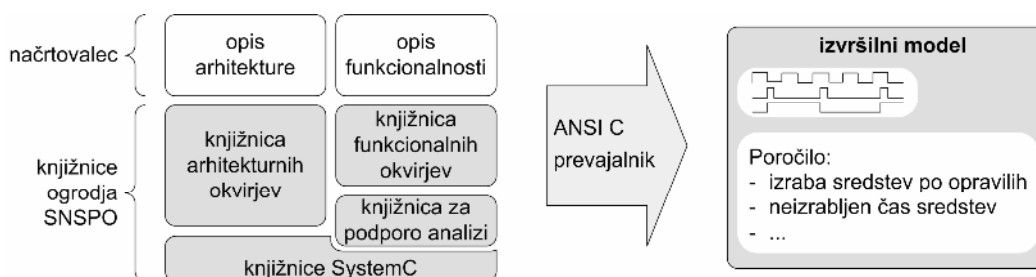 načrtovalec
opis
arhitekture
opis
funkcionalnosti
knjižnice
ogrodja
SNSPO
knjižnica
arhitekturnih
okvirjev
knjižnica
funkcionalnih
okvirjev
knjižnica za
podporo analizi
knjižnice SystemC
ANSI C
prevajalnik
izvršilni model
Poročilo:
- izraba sredstev po opravilih
- neizrabljen čas sredstev
- ...